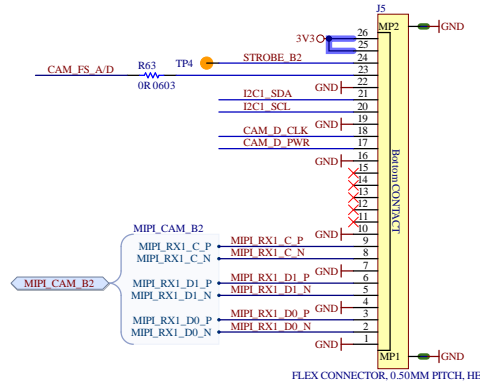 J5
MP2
GND
3V3
26
25
TP4
STROBE_B2
24
CAM_FS_A/D
R63
23
0R 0603
GND
22
I2C1_SDA
21
I2C1_SCL
20
GND
19
CAM_D_CLK
18
CAM_D_PWR
17
GND
16
15
14
13
12
11
BottomCONTACT
GND
10
MIPI_CAM_B2
MIPI_RX1_C_P
MIPI_RX1_C_P
9
MIPI_RX1_C_N
MIPI_RX1_C_N
8
GND
7
MIPI_CAM_B2
MIPI_RX1_D1_P
MIPI_RX1_D1_P
6
MIPI_RX1_D1_N
MIPI_RX1_D1_N
5
GND
4
MIPI_RX1_D0_P
MIPI_RX1_D0_P
3
MIPI_RX1_D0_N
MIPI_RX1_D0_N
2
GND
1
MP1
GND
FLEX CONNECTOR, 0.50MM PITCH, HE